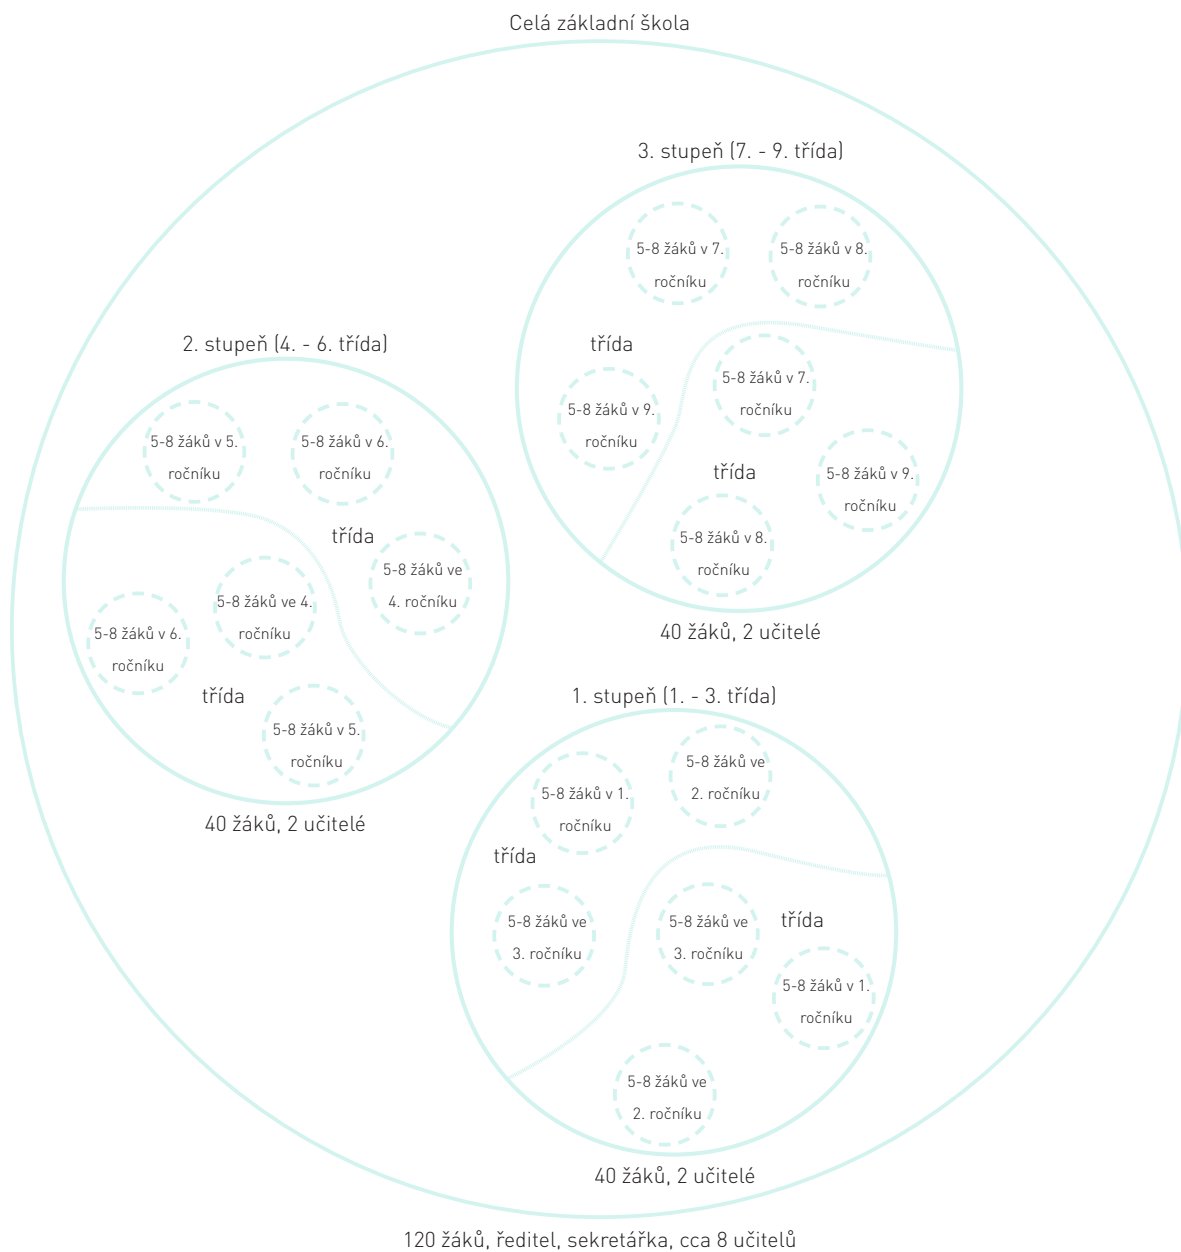 Celá základní škola
3. stupeň (7. - 9. třída)
5-8 žáků v 7.
ročníku
5-8 žáků v 8.
ročníku
třída
5-8 žáků v 9.
ročníku
5-8 žáků v 7.
ročníku
třída
5-8 žáků v 9.
ročníku
5-8 žáků v 8.
ročníku
40 žáků, 2 učitelé
2. stupeň (4. - 6. třída)
5-8 žáků v 5.
ročníku
5-8 žáků v 6.
ročníku
třída
5-8 žáků ve
4. ročníku
5-8 žáků ve 4.
ročníku
5-8 žáků v 6.
ročníku
třída
5-8 žáků v 5.
ročníku
40 žáků, 2 učitelé
1. stupeň (1. - 3. třída)
5-8 žáků ve
2. ročníku
5-8 žáků v 1.
ročníku
třída
5-8 žáků ve
3. ročníku
5-8 žáků ve
3. ročníku
třída
5-8 žáků v 1.
ročníku
5-8 žáků ve
2. ročníku
40 žáků, 2 učitelé
120 žáků, ředitel, sekretářka, cca 8 učitelů